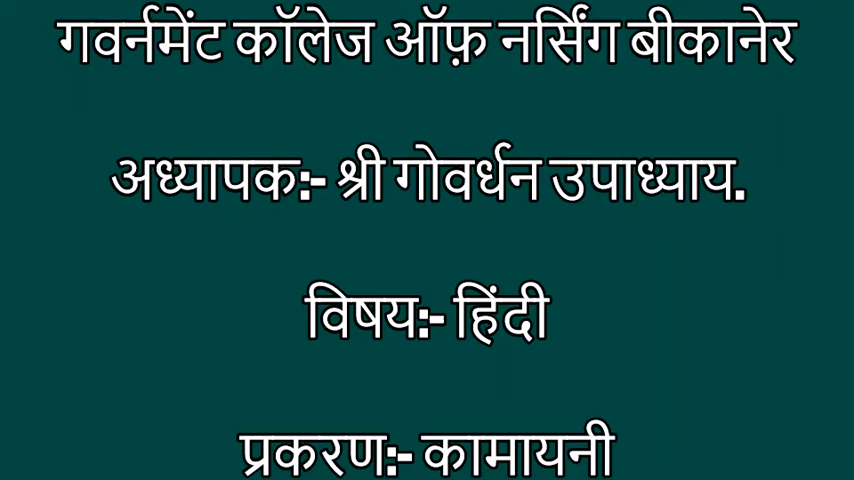 गवर्नमेंट कॉलेज ऑफ़ नर्सिंग बीकानेर
अध्यापक:- श्री गोवर्धन उपाध्याय.
विषय:- हिंदी
प्रकरण:- कामायनी